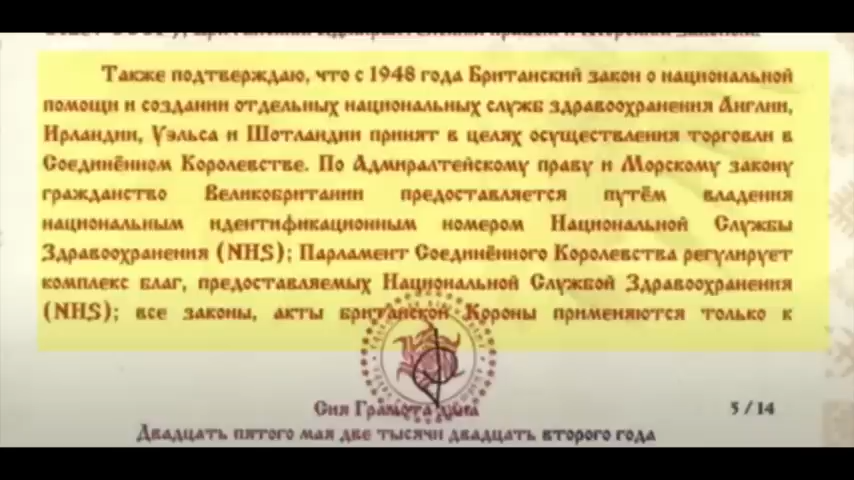 Также подтверждаю, что с 1948 года Британский закон о национальной
помощи и создании отдельных национальных служб здравоохранения Англии,
Ирландии, Уэльса и Шотландии принят в целях осуществления торговли в
Соединённом Королевстве. По Адмиралтейскому праву и Морскому закону
гражданство Великобритании предоставляется путём владения
национальным идентификационным номером Национальной Службы
Здравоохранения (NHS); Парламент Соединённого Королевства регулирует
комплекс благ, предоставляемых Национальной Службой Здравоохранения
(NHS); все законы, акты британской Короны применяются только к
Сия Грамота дана
5 / 14
Двадцать пятого мая две тысячи двадцать второго года